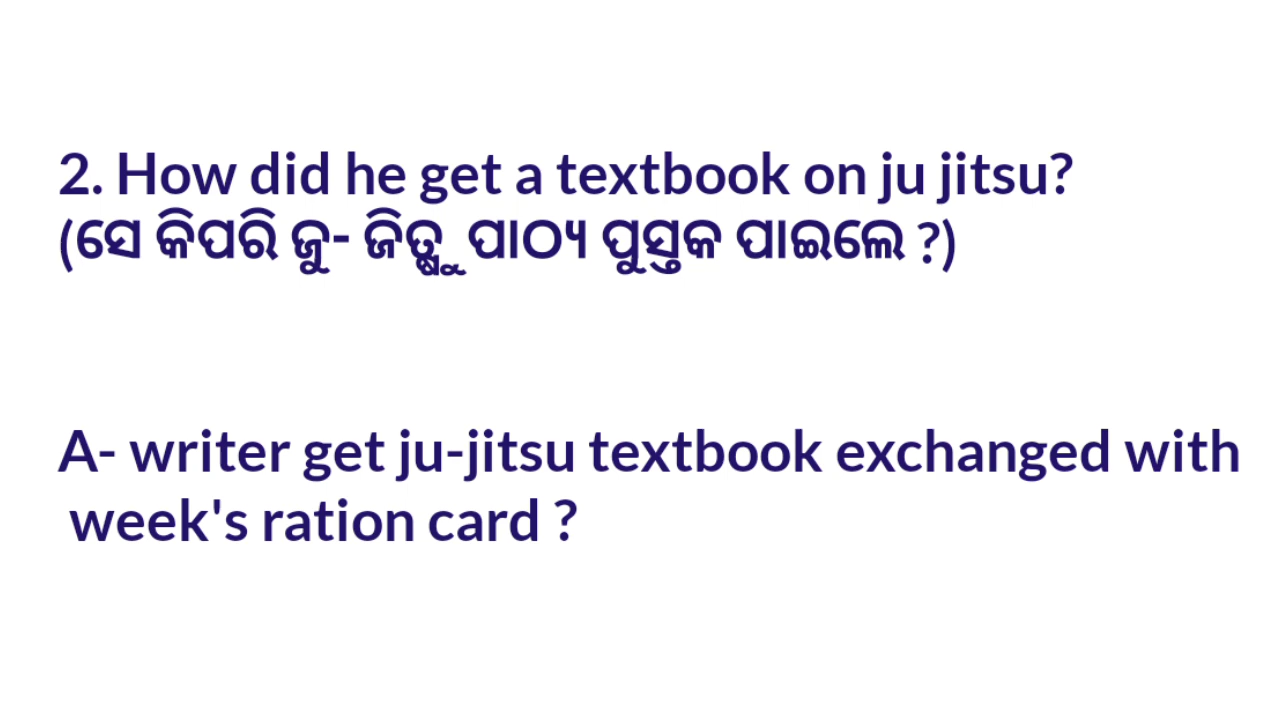 2. How did he get a textbook on ju jitsu?
(ସେ କିପରି ଜୁ- ଜିତ୍ଷୁ ପାଠ୍ୟ ପୁସ୍ତକ ପାଇଲେ ?)
A- writer get ju-jitsu textbook exchanged with
week's ration card ?